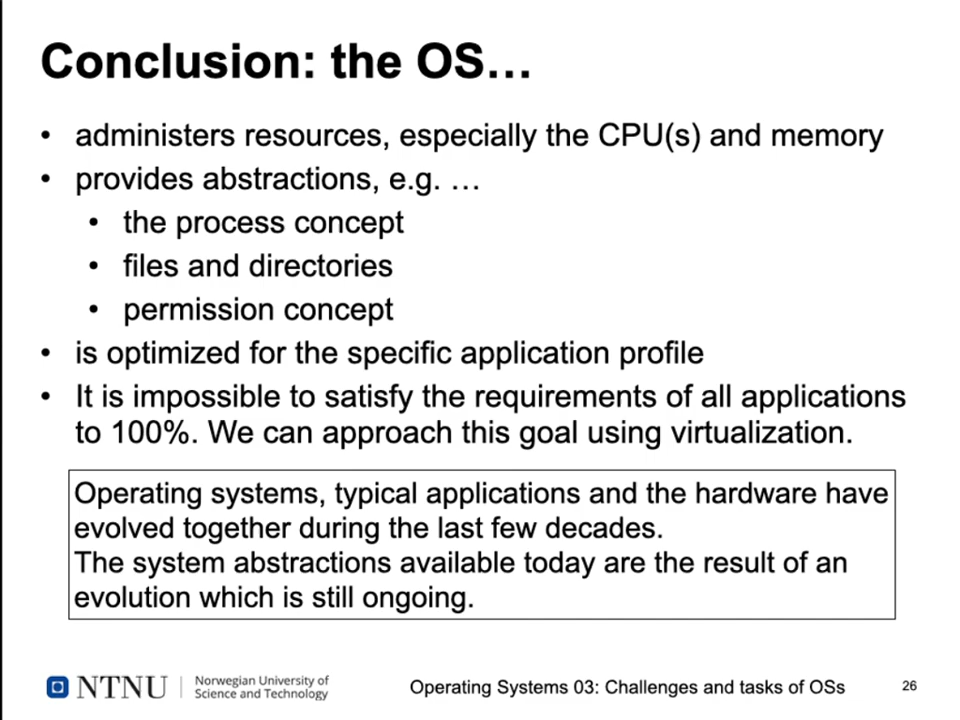 Conclusion: the OS…
• administers resources, especially the CPU(s) and memory
• provides abstractions, e.g. …
• the process concept
• files and directories
• permission concept
• is optimized for the specific application profile
• It is impossible to satisfy the requirements of all applications
to 100%. We can approach this goal using virtualization.
Operating systems, typical applications and the hardware have
evolved together during the last few decades.
The system abstractions available today are the result of an
evolution which is still ongoing.
NTNU
Norwegian University of
Science and Technology
Operating Systems 03: Challenges and tasks of OSs
26